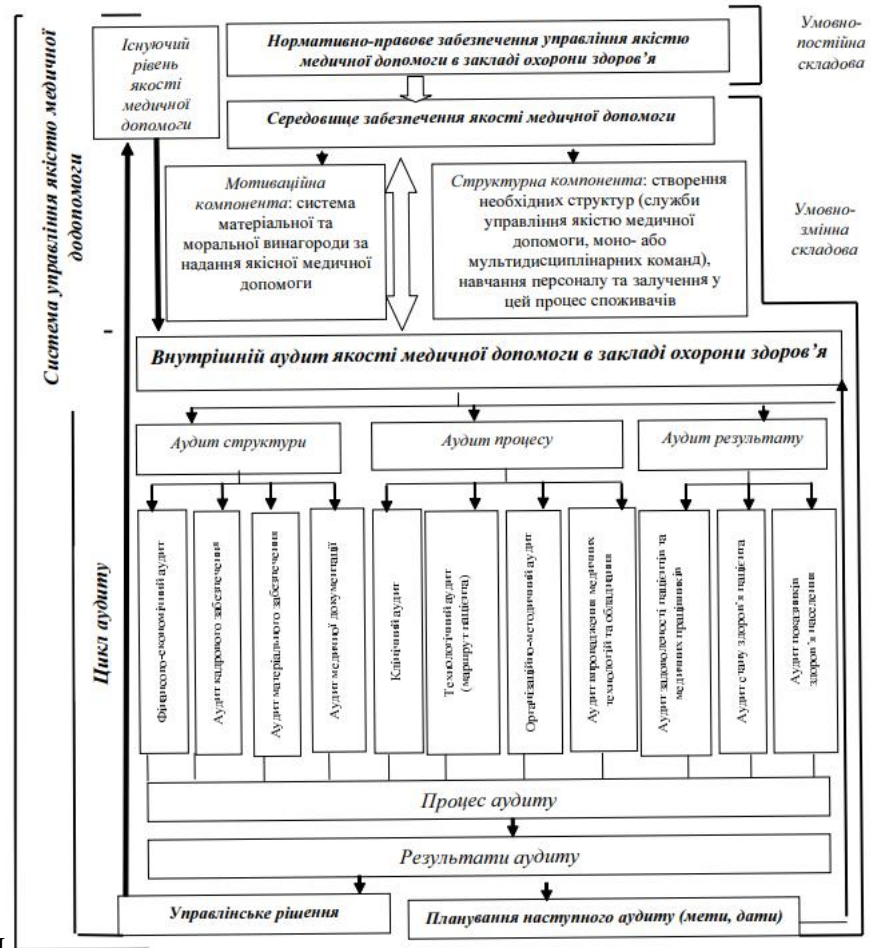 Існуючий
рівень
якості
медичної
допомоги
Нормативно-правове забезпечення управління якістю
медичної допомоги в закладі охорони здоров’я
Умовно-
постійна
складова
Середовище забезпечення якості медичної допомоги
Мотиваційна
компонента: система
матеріальної та
моральної винагороди за
надання якісної медичної
допомоги
Структурна компонента: створення
необхідних структур (служби
управління якістю медичної
допомоги, моно- або
мультидисциплінарних команд),
навчання персоналу та залучення у
цей процес споживачів
Умовно-
змінна
складова
Система управління якістю медичної
додопомоги
Внутрішній аудит якості медичної допомоги в закладі охорони здоров’я
Цикл аудиту
Аудит структури
Аудит процесу
Аудит результату
Фінансово-економічний аудит
Аудит кадрового забезпечення
Аудит матеріального забезпечення
Аудит медичної документації
Клінічний аудит
Технологічний аудит
(маршрут пацієнта)
Організаційно-методичний аудит
Аудит впровадження медичних
технологій та обладнання
Аудит задоволеності пацієнтів та
медичних працівників
Аудит стану здоров’я пацієнта
Аудит показників
здоров’я населення
Процес аудиту
Результати аудиту
Управлінське рішення
Планування наступного аудиту (мети, дати)